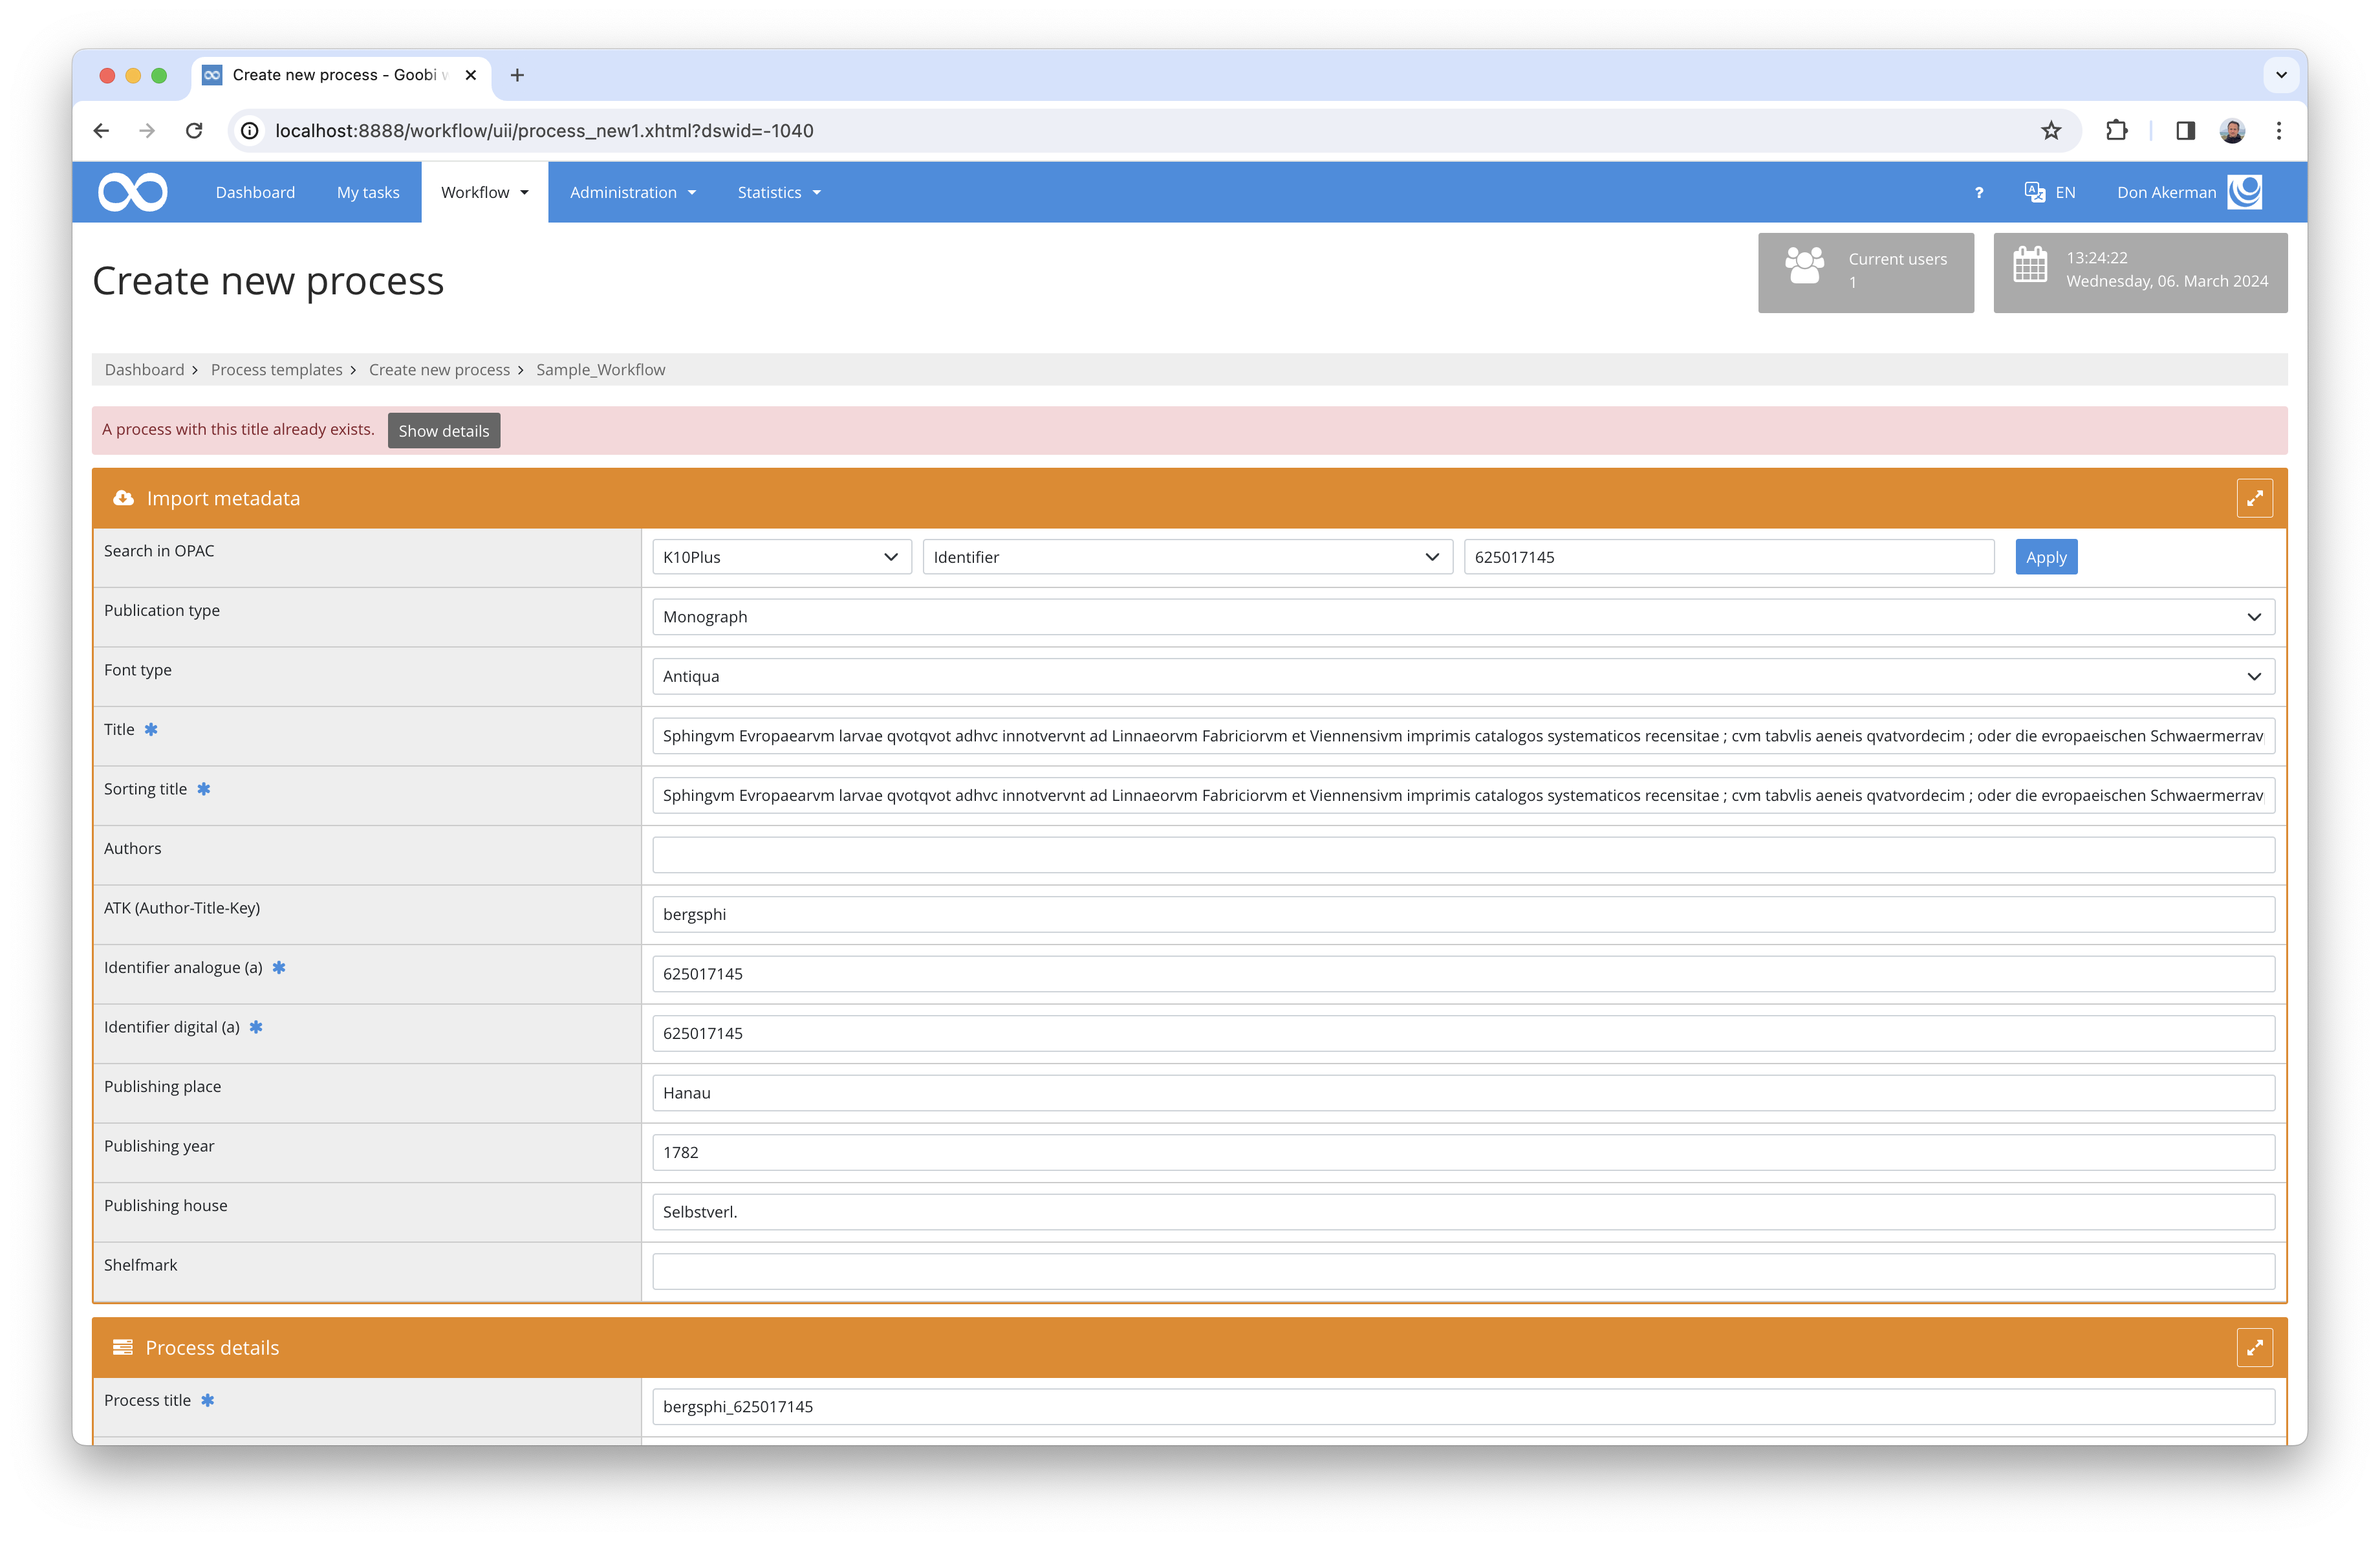 Create new process - Goobi
localhost:8888/workflow/uii/process_new1.xhtml?dswid=-1040
Dashboard My tasks Workflow Administration Statistics ? EN Don Akerman
Create new process
Current users
1
13:24:22
Wednesday, 06. March 2024
Dashboard > Process templates > Create new process > Sample_Workflow
A process with this title already exists. Show details
Import metadata
Search in OPAC K10Plus Identifier 625017145 Apply
Publication type Monograph
Font type Antiqua
Title * Sphingvm Evropaearvm larvae qvotqvot adhvc innotvervnt ad Linnaeorvm Fabriciorvm et Viennensivm imprimis catalogos systematicos recensitae ; cvm tabvlis aeneis qvatvordecim ; oder die evropaeischen Schwaermerrav
Sorting title * Sphingvm Evropaearvm larvae qvotqvot adhvc innotvervnt ad Linnaeorvm Fabriciorvm et Viennensivm imprimis catalogos systematicos recensitae ; cvm tabvlis aeneis qvatvordecim ; oder die evropaeischen Schwaermerrav
Authors
ATK (Author-Title-Key) bergsphi
Identifier analogue (a) * 625017145
Identifier digital (a) * 625017145
Publishing place Hanau
Publishing year 1782
Publishing house Selbstverl.
Shelfmark
Process details
Process title * bergsphi_625017145